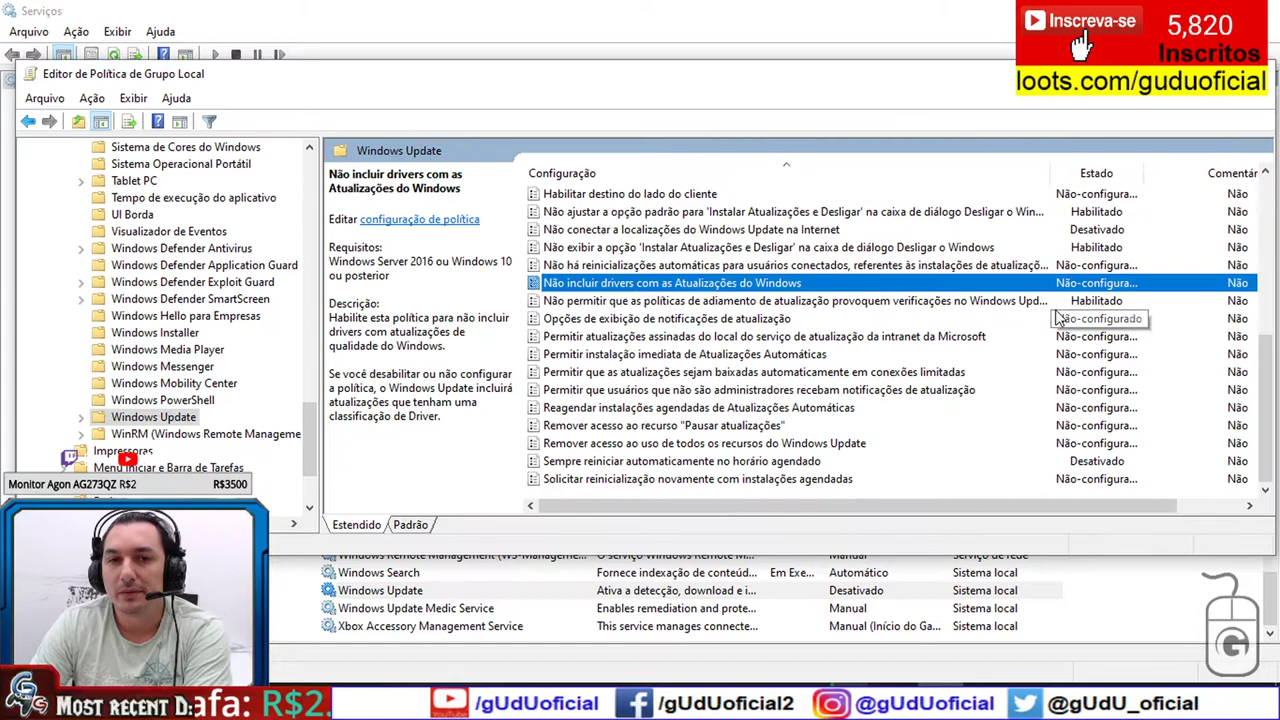 Serviços
Arquivo Ação Exibir Ajuda
Inscreva-se
5,820
Inscritos
loots.com/guduoficial
Editor de Política de Grupo Local
Arquivo Ação Exibir Ajuda
Sistema de Cores do Windows
Sistema Operacional Portátil
Tablet PC
Tempo de execução do aplicativo
UI Borda
Visualizador de Eventos
Windows Defender Antivirus
Windows Defender Application Guard
Windows Defender Exploit Guard
Windows Defender SmartScreen
Windows Hello para Empresas
Windows Installer
Windows Media Player
Windows Messenger
Windows Mobility Center
Windows PowerShell
Windows Update
WinRM (Windows Remote Manageme
Impressoras
Menu Iniciar e Barra de Tarefas
Windows Update
Não incluir drivers com as
Atualizações do Windows
Editar configuração de política
Requisitos:
Windows Server 2016 ou Windows 10
ou posterior
Descrição:
Habilite esta política para não incluir
drivers com atualizações de
qualidade do Windows.
Se você desabilitar ou não configurar
a política, o Windows Update incluirá
atualizações que tenham uma
classificação de Driver.
Configuração Estado Comentár
Habilitar destino do lado do cliente Não-configura... Não
Não ajustar a opção padrão para 'Instalar Atualizações e Desligar' na caixa de diálogo Desligar o Win... Habilitado Não
Não conectar a localizações do Windows Update na Internet Desativado Não
Não exibir a opção 'Instalar Atualizações e Desligar' na caixa de diálogo Desligar o Windows Habilitado Não
Não há reinicializações automáticas para usuários conectados, referentes às instalações de atualizaçõ... Não-configura... Não
Não incluir drivers com as Atualizações do Windows Não-configura... Não
Não permitir que as políticas de adiamento de atualização provoquem verificações no Windows Upd... Habilitado Não
Opções de exibição de notificações de atualização Não-configurado Não
Permitir atualizações assinadas do local do serviço de atualização da intranet da Microsoft Não-configura... Não
Permitir instalação imediata de Atualizações Automáticas Não-configura... Não
Permitir que as atualizações sejam baixadas automaticamente em conexões limitadas Não-configura... Não
Permitir que usuários que não são administradores recebam notificações de atualização Não-configura... Não
Reagendar instalações agendadas de Atualizações Automáticas Não-configura... Não
Remover acesso ao recurso "Pausar atualizações" Não-configura... Não
Remover acesso ao uso de todos os recursos do Windows Update Não-configura... Não
Sempre reiniciar automaticamente no horário agendado Desativado Não
Solicitar reinicialização novamente com instalações agendadas Não-configura... Não
Estendido Padrão
Monitor Agon AG273QZ R$2 R$3500
Windows Remote Management (WS-Manageme... O serviço Windows Remote M... Manual Serviço de rede
Windows Search Fornece indexação de conteúd... Em Exe... Automático Sistema local
Windows Update Ativa a detecção, download e i... Desativado Sistema local
Windows Update Medic Service Enables remediation and prote... Manual Sistema local
Xbox Accessory Management Service This service manages connecte... Manual (Início do Ga... Sistema local
Most recent D: afa: R$2.
YouTube /gUdUoficial /gUdUoficial2 @gUdUoficial @gUdU_oficial